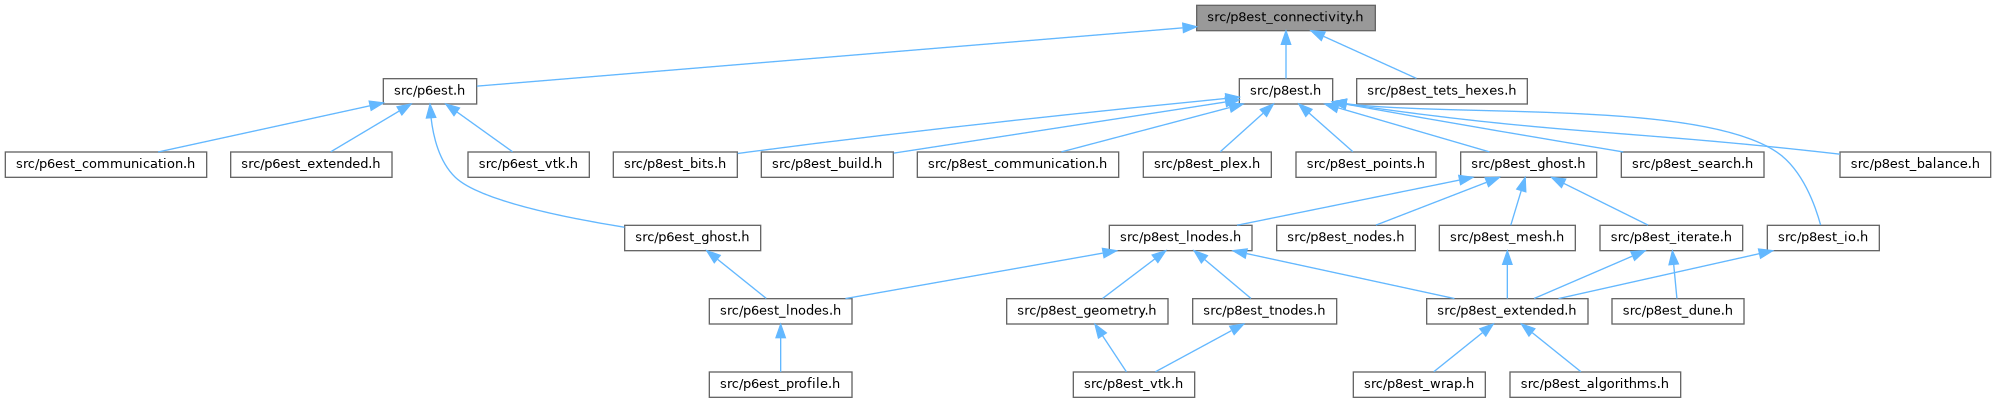 src/p8est_connectivity.h
src/p6est.h
src/p8est.h
src/p8est_tets_hexes.h
src/p6est_communication.h
src/p6est_extended.h
src/p6est_vtk.h
src/p8est_bits.h
src/p8est_build.h
src/p8est_communication.h
src/p8est_plex.h
src/p8est_points.h
src/p8est_ghost.h
src/p8est_search.h
src/p8est_balance.h
src/p6est_ghost.h
src/p8est_lnodes.h
src/p8est_nodes.h
src/p8est_mesh.h
src/p8est_iterate.h
src/p8est_io.h
src/p6est_lnodes.h
src/p8est_geometry.h
src/p8est_tnodes.h
src/p8est_extended.h
src/p8est_dune.h
src/p6est_profile.h
src/p8est_vtk.h
src/p8est_wrap.h
src/p8est_algorithms.h